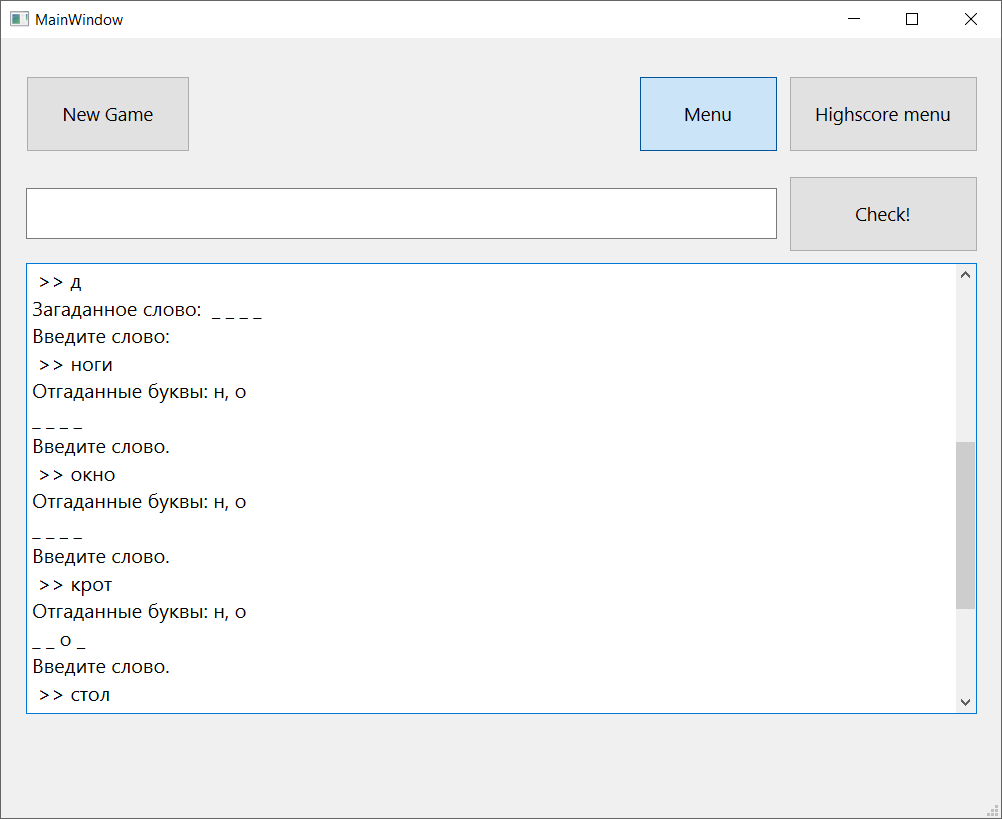 MainWindow
New Game
Menu
Highscore menu
Check!
>> д
Загаданное слово:  _ _ _ _
Введите слово:
>> ноги
Отгаданные буквы: н, о
_ _ _ _
Введите слово.
>> окно
Отгаданные буквы: н, о
_ _ _ _
Введите слово.
>> крот
Отгаданные буквы: н, о
_ _ о _
Введите слово.
>> стол